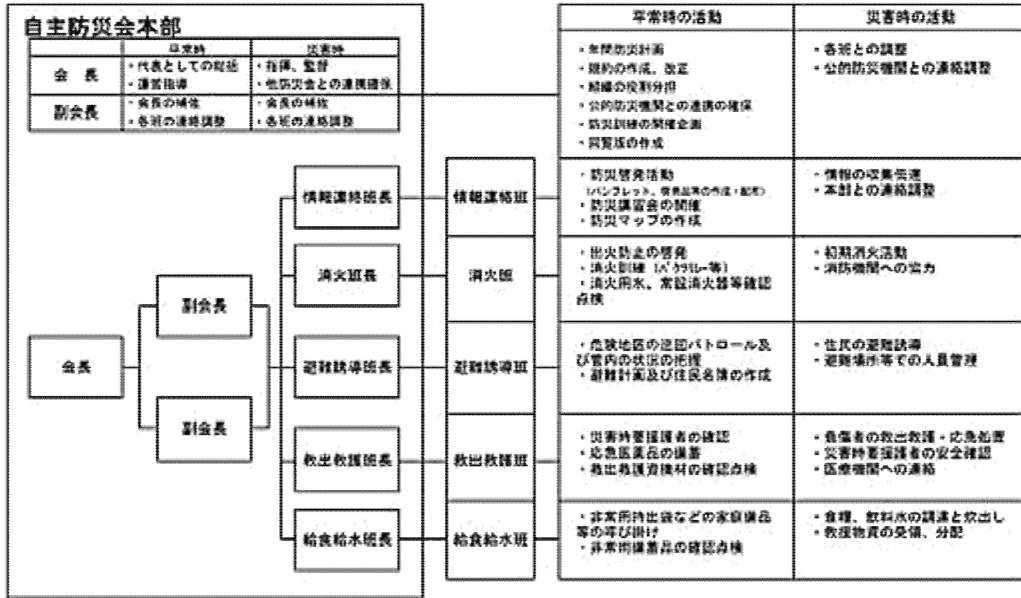 自主防災会本部
平常時
災害時
会 長
・代表としての総括
・運営指導
・指揮、監督
・他防災会との連携確保
副会長
・会長の補佐
・各班の連絡調整
・会長の補佐
・各班の連絡調整
会長
副会長
副会長
情報連絡班長
消火班長
避難誘導班長
救出救護班長
給食給水班長
情報連絡班
消火班
避難誘導班
救出救護班
給食給水班
平常時の活動
災害時の活動
・年間防災計画
・規約の作成、改正
・組織の役割分担
・公的防災機関との連携の確保
・防災訓練の開催企画
・回覧版の作成
・各班との調整
・公的防災機関との連絡調整
・防災啓発活動
(パンフレット、啓発品等の作成・配布)
・防災講習会の開催
・防災マップの作成
・情報の収集伝達
・本部との連絡調整
・出火防止の啓発
・消火訓練(バケツリレー等)
・消火用水、常設消火器等確認
点検
・初期消火活動
・消防機関への協力
・危険地区の巡回パトロール及
び管内の状況の把握
・避難計画及び住民名簿の作成
・住民の避難誘導
・避難場所等での人員管理
・災害時要援護者の確認
・応急医薬品の備蓄
・救出救護資機材の確認点検
・負傷者の救出救護・応急処置
・災害時要援護者の安全確認
・医療機関への連絡
・非常用持出袋などの家庭備品
等の呼び掛け
・非常用備蓄品の確認点検
・食糧、飲料水の調達と炊出し
・救援物資の受領、分配